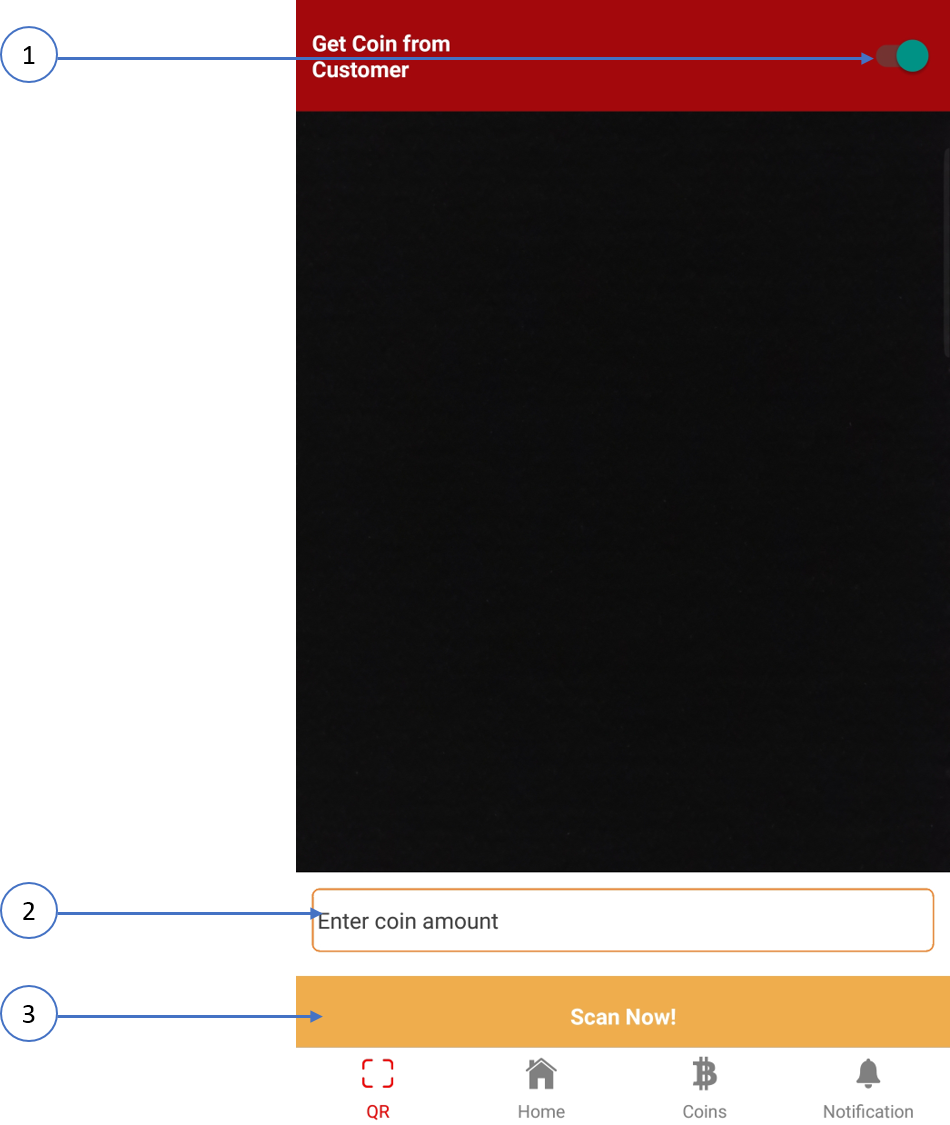 1
Get Coin from
Customer
2
Enter coin amount
3
Scan Now!
QR
Home
Coins
Notification